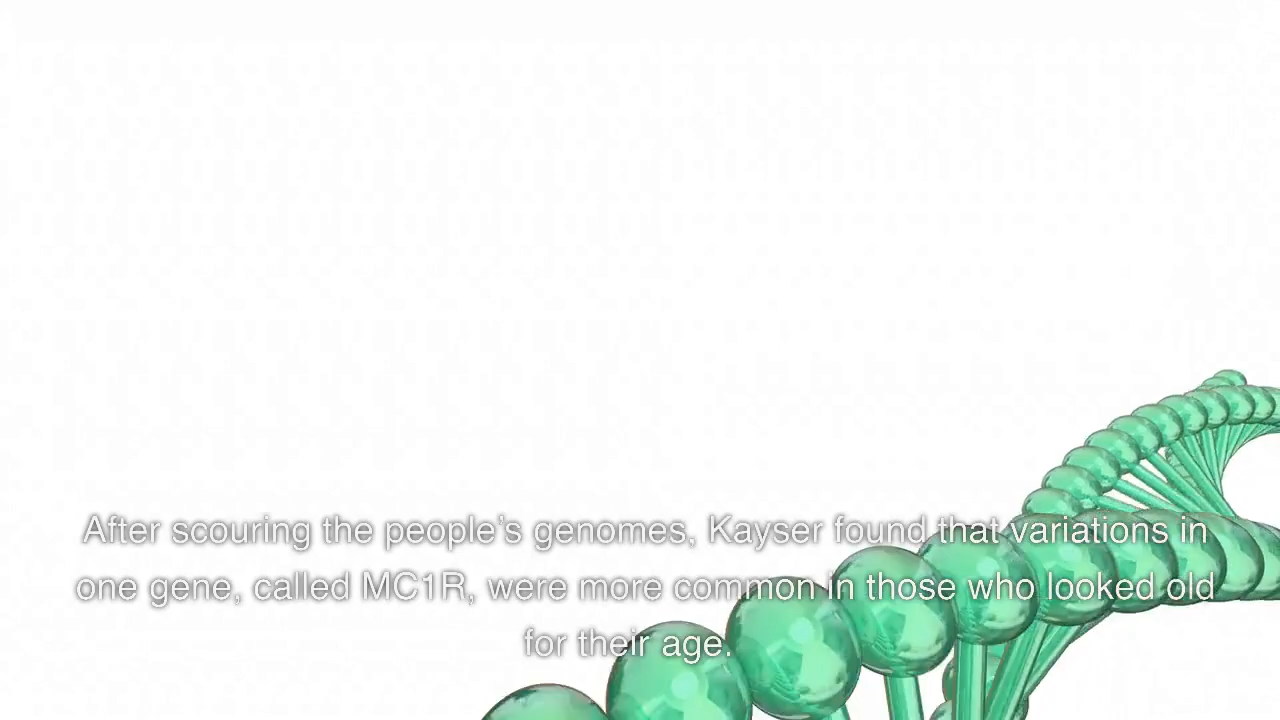 After scouring the people’s genomes, Kayser found that variations in
one gene, called MC1R, were more common in those who looked old
for their age.